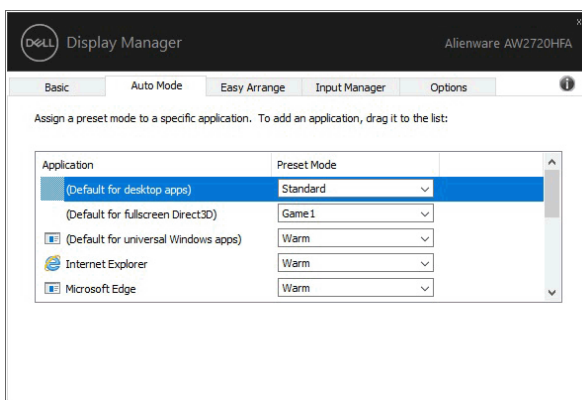 DELL Display Manager
Alienware AW2720HFA
Basic Auto Mode Easy Arrange Input Manager Options
Assign a preset mode to a specific application. To add an application, drag it to the list:
Application Preset Mode
(Default for desktop apps) Standard
(Default for fullscreen Direct3D) Game1
(Default for universal Windows apps) Warm
Internet Explorer Warm
Microsoft Edge Warm